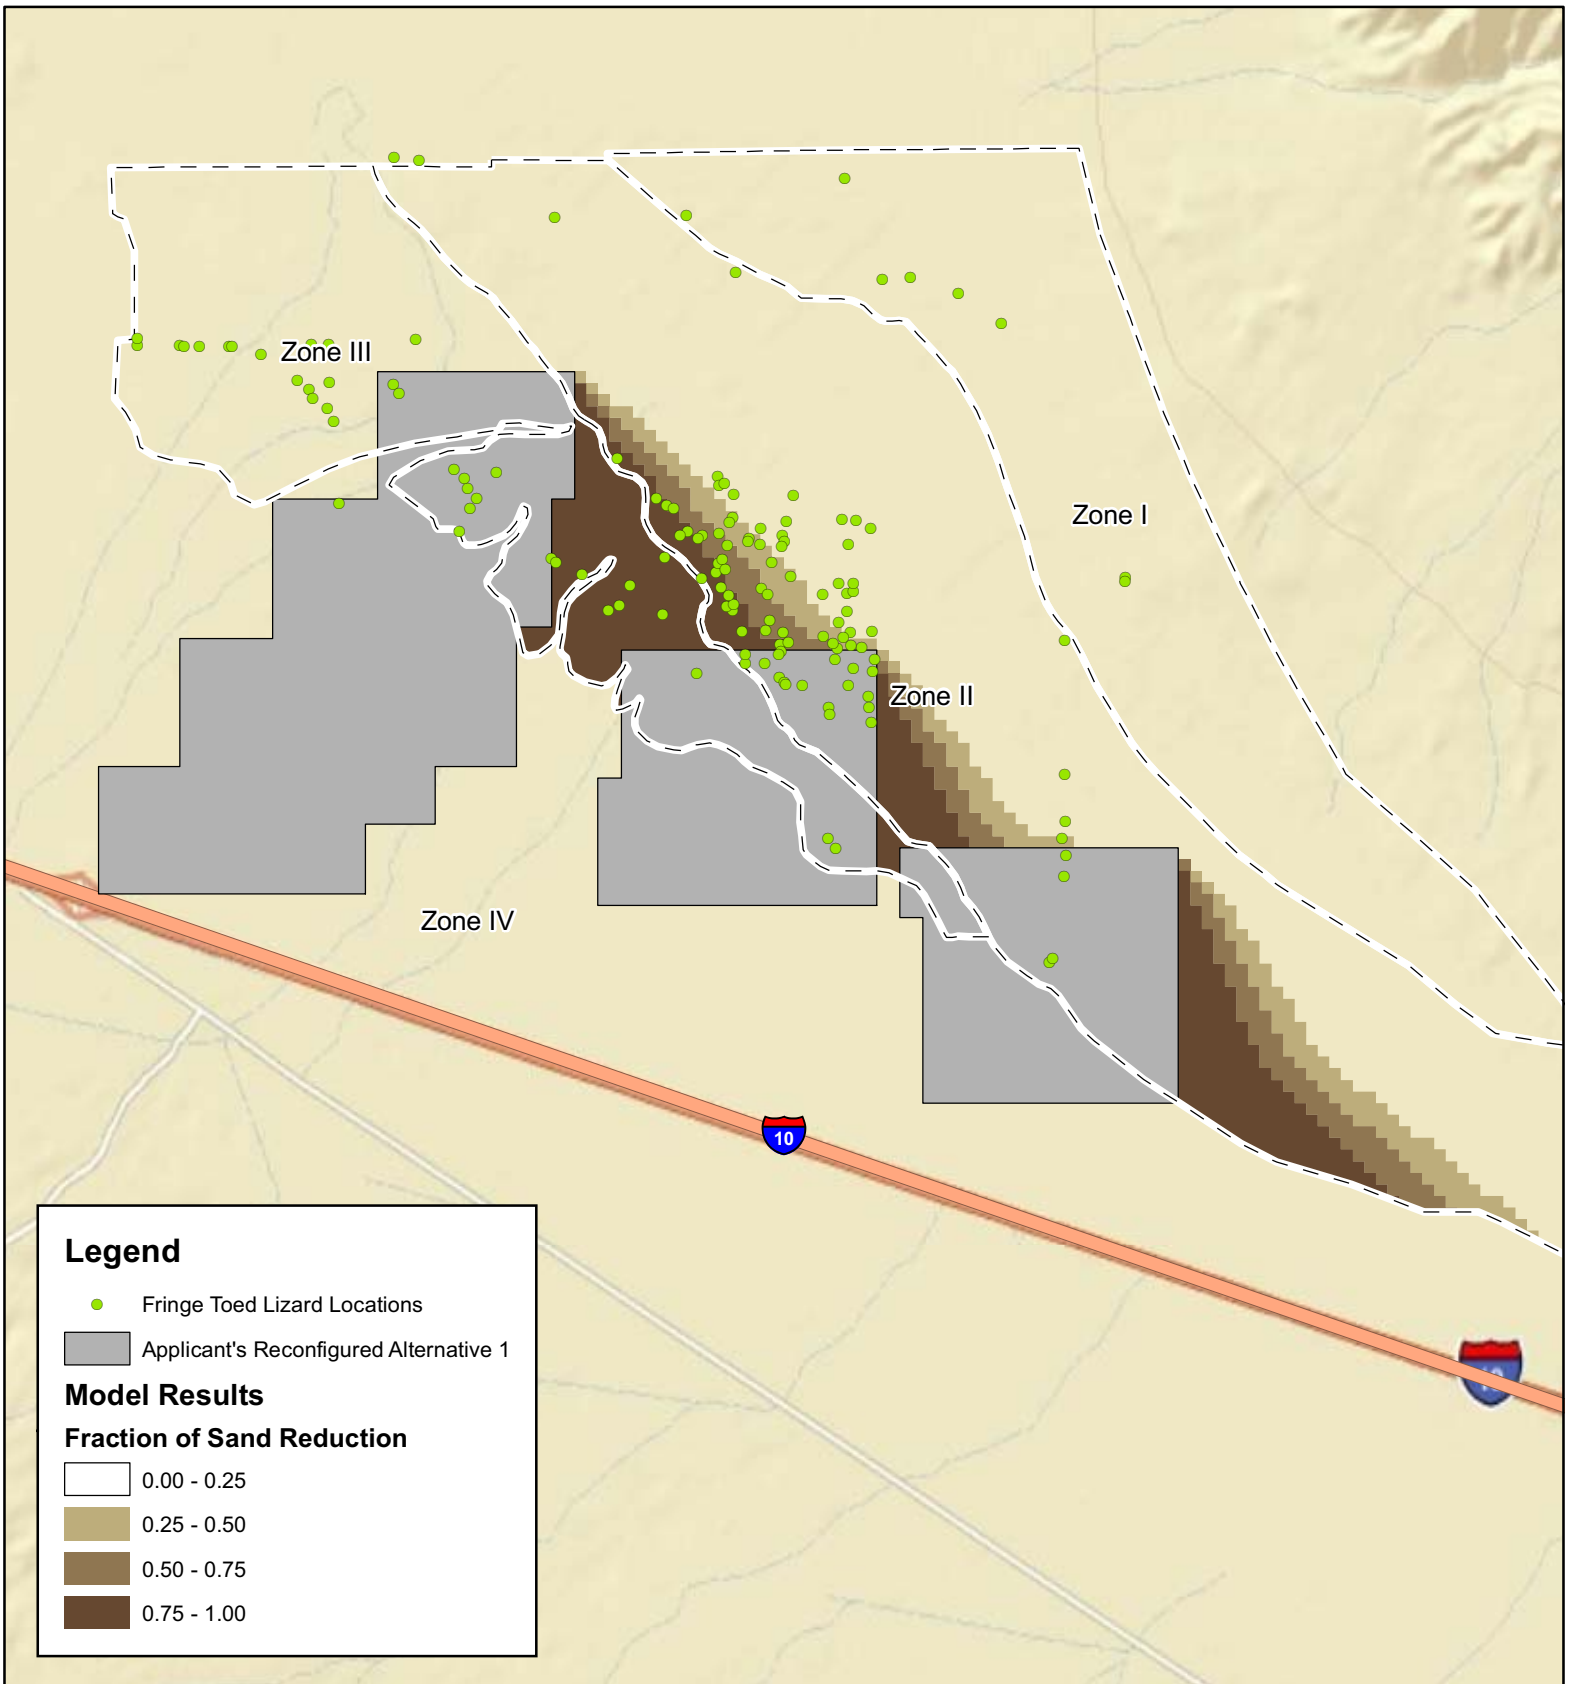 Zone III
Zone I
Zone II
Zone IV
10
Legend
Fringe Toed Lizard Locations
Applicant's Reconfigured Alternative 1
Model Results
Fraction of Sand Reduction
0.00 - 0.25
0.25 - 0.50
0.50 - 0.75
0.75 - 1.00